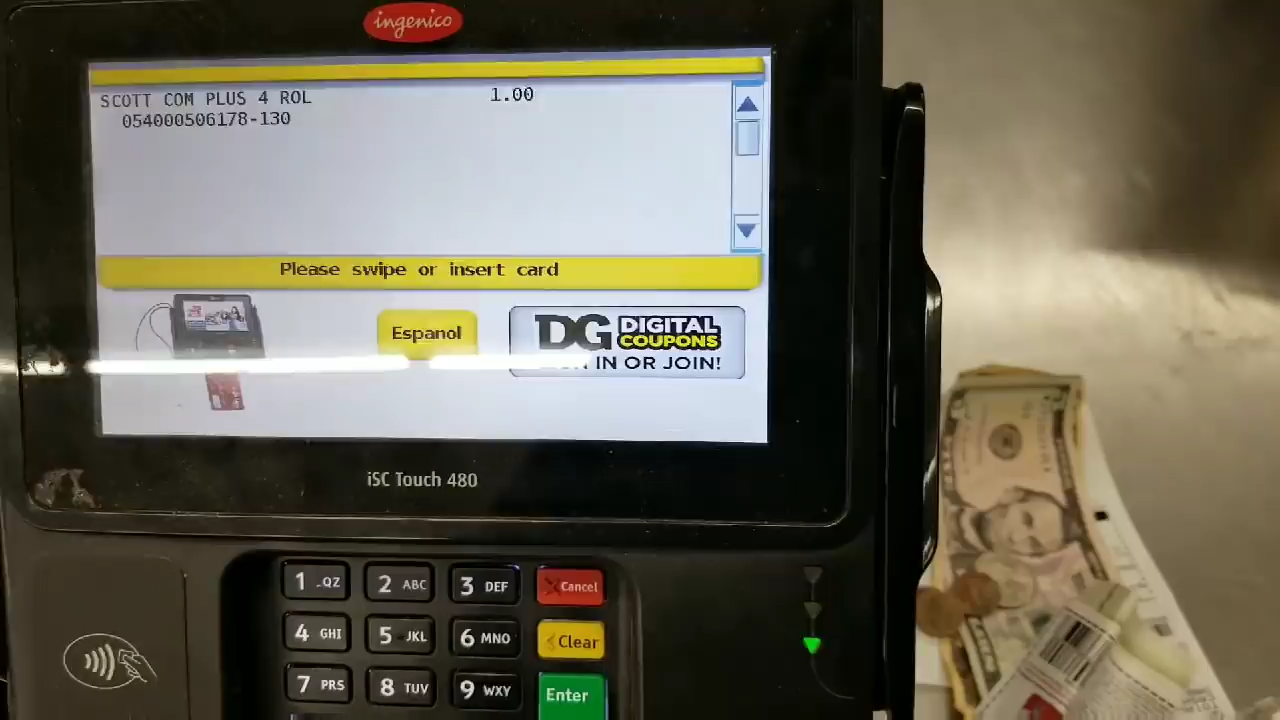 ingenico
SCOTT COM PLUS 4 ROL 1.00
054000506178-130
Please swipe or insert card
Espanol
DG DIGITAL
COUPONS
IN OR JOIN!
iSC Touch 480
1 QZ 2 ABC 3 DEF Cancel
4 GHI 5 JKL 6 MNO Clear
7 PRS 8 TUV 9 WXY Enter